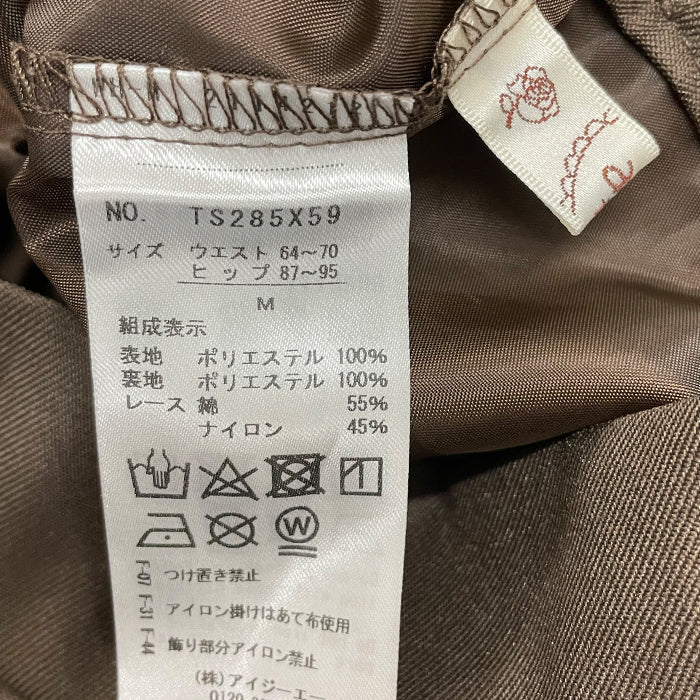 NO. TS285X59
サイズ ウエスト 64〜70
ヒップ 87〜95
M
組成表示
表地 ポリエステル 100%
裏地 ポリエステル 100%
レース 綿 55%
ナイロン 45%
W
F-07 つけ置き禁止
F-31 アイロン掛けはあて布使用
F-44 飾り部分アイロン禁止
(株)アイジーエー